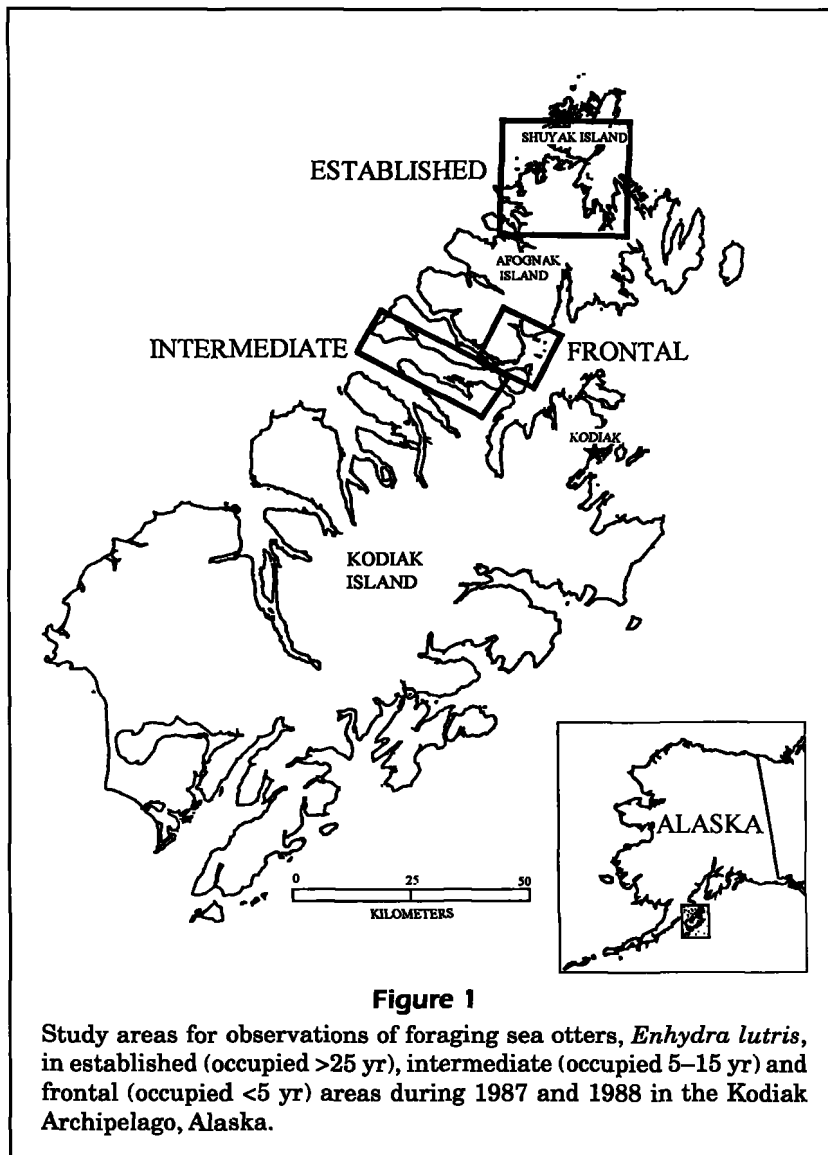 SHUYAK ISLAND
ESTABLISHED
AFOGNAK
ISLAND
INTERMEDIATE
FRONTAL
KODIAK
KODIAK
ISLAND
ALASKA
0 25 50
KILOMETERS
Figure 1
Study areas for observations of foraging sea otters, Enhydra lutris,
in established (occupied >25 yr), intermediate (occupied 5–15 yr) and
frontal (occupied <5 yr) areas during 1987 and 1988 in the Kodiak
Archipelago, Alaska.